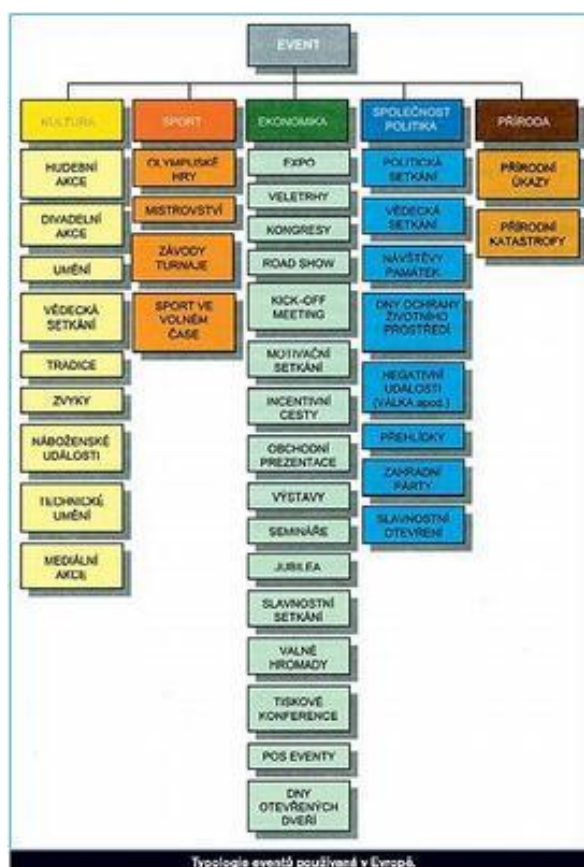 EVENT
KULTURA
HUDEBNÍ
AKCE
DIVADELNÍ
AKCE
UMĚNÍ
VĚDECKÁ
SETKÁNÍ
TRADICE
ZVYKY
NÁBOŽENSKÉ
UDÁLOSTI
TECHNICKÉ
UMĚNÍ
MEDIÁLNÍ
AKCE
SPORT
OLYMPIJSKÉ
HRY
MISTROVSTVÍ
ZÁVODY
TURNAJE
SPORT VE
VOLNÉM
ČASE
EKONOMIKA
EXPO
VELETRHY
KONGRESY
ROAD SHOW
KICK-OFF
MEETING
MOTIVAČNÍ
SETKÁNÍ
INCENTIVNÍ
CESTY
OBCHODNÍ
PREZENTACE
VÝSTAVY
SEMINÁŘE
JUBILEA
SLAVNOSTNÍ
SETKÁNÍ
VALNÉ
HROMADY
TISKOVÉ
KONFERENCE
POS EVENTY
DNY
OTEVŘENÝCH
DVEŘÍ
SPOLEČNOST
POLITIKA
POLITICKÁ
SETKÁNÍ
VĚDECKÁ
SETKÁNÍ
NÁVŠTĚVY
PAMÁTEK
DNY OCHRANY
ŽIVOTNÍHO
PROSTŘEDÍ
NEGATIVNÍ
UDÁLOSTI
(VÁLKA apod.)
PŘEHLÍDKY
ZAHRADNÍ
PÁRTY
SLAVNOSTNÍ
OTEVŘENÍ
PŘÍRODA
PŘÍRODNÍ
ÚKAZY
PŘÍRODNÍ
KATASTROFY
Typologie eventů používaná v Evropě.